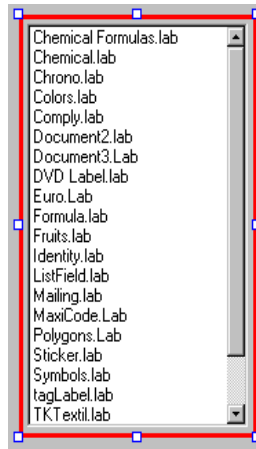 Chemical Formulas.lab
Chemical.lab
Chrono.lab
Colors.lab
Comply.lab
Document2.lab
Document3.Lab
DVD Label.lab
Euro.Lab
Formula.lab
Fruits.lab
Identity.lab
ListField.lab
Mailing.lab
MaxiCode.Lab
Polygons.Lab
Sticker.lab
Symbols.lab
tagLabel.lab
TKTextil.lab